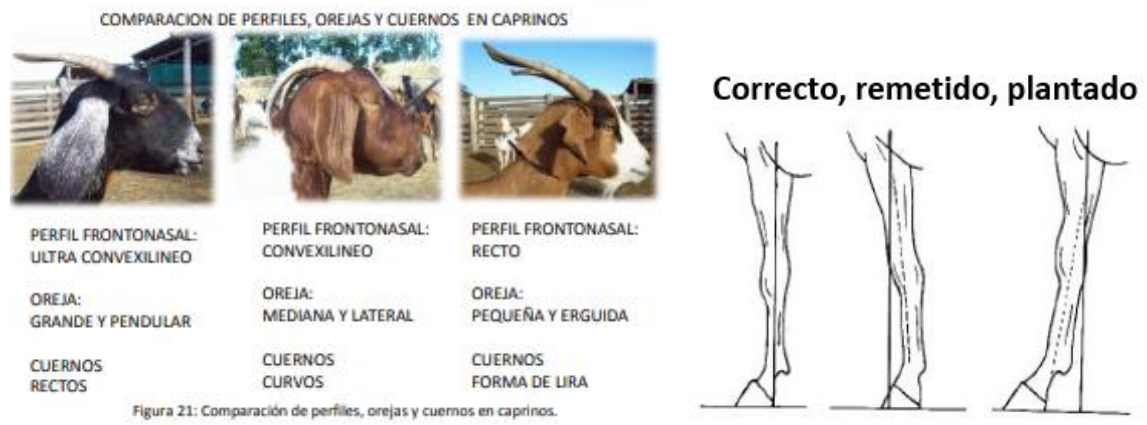 COMPARACION DE PERFILES, OREJAS Y CUERNOS EN CAPRINOS
PERFIL FRONTONASAL:
ULTRA CONVEXILINEO
OREJA:
GRANDE Y PENDULAR
CUERNOS
RECTOS
PERFIL FRONTONASAL:
CONVEXILINEO
OREJA:
MEDIANA Y LATERAL
CUERNOS
CURVOS
PERFIL FRONTONASAL:
RECTO
OREJA:
PEQUEÑA Y ERGUIDA
CUERNOS
FORMA DE LIRA
Figura 21: Comparación de perfiles, orejas y cuernos en caprinos.
Correcto, remetido, plantado